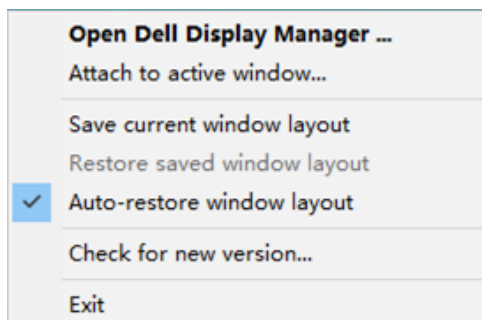 Open Dell Display Manager ...
Attach to active window...
Save current window layout
Restore saved window layout
Auto-restore window layout
Check for new version...
Exit